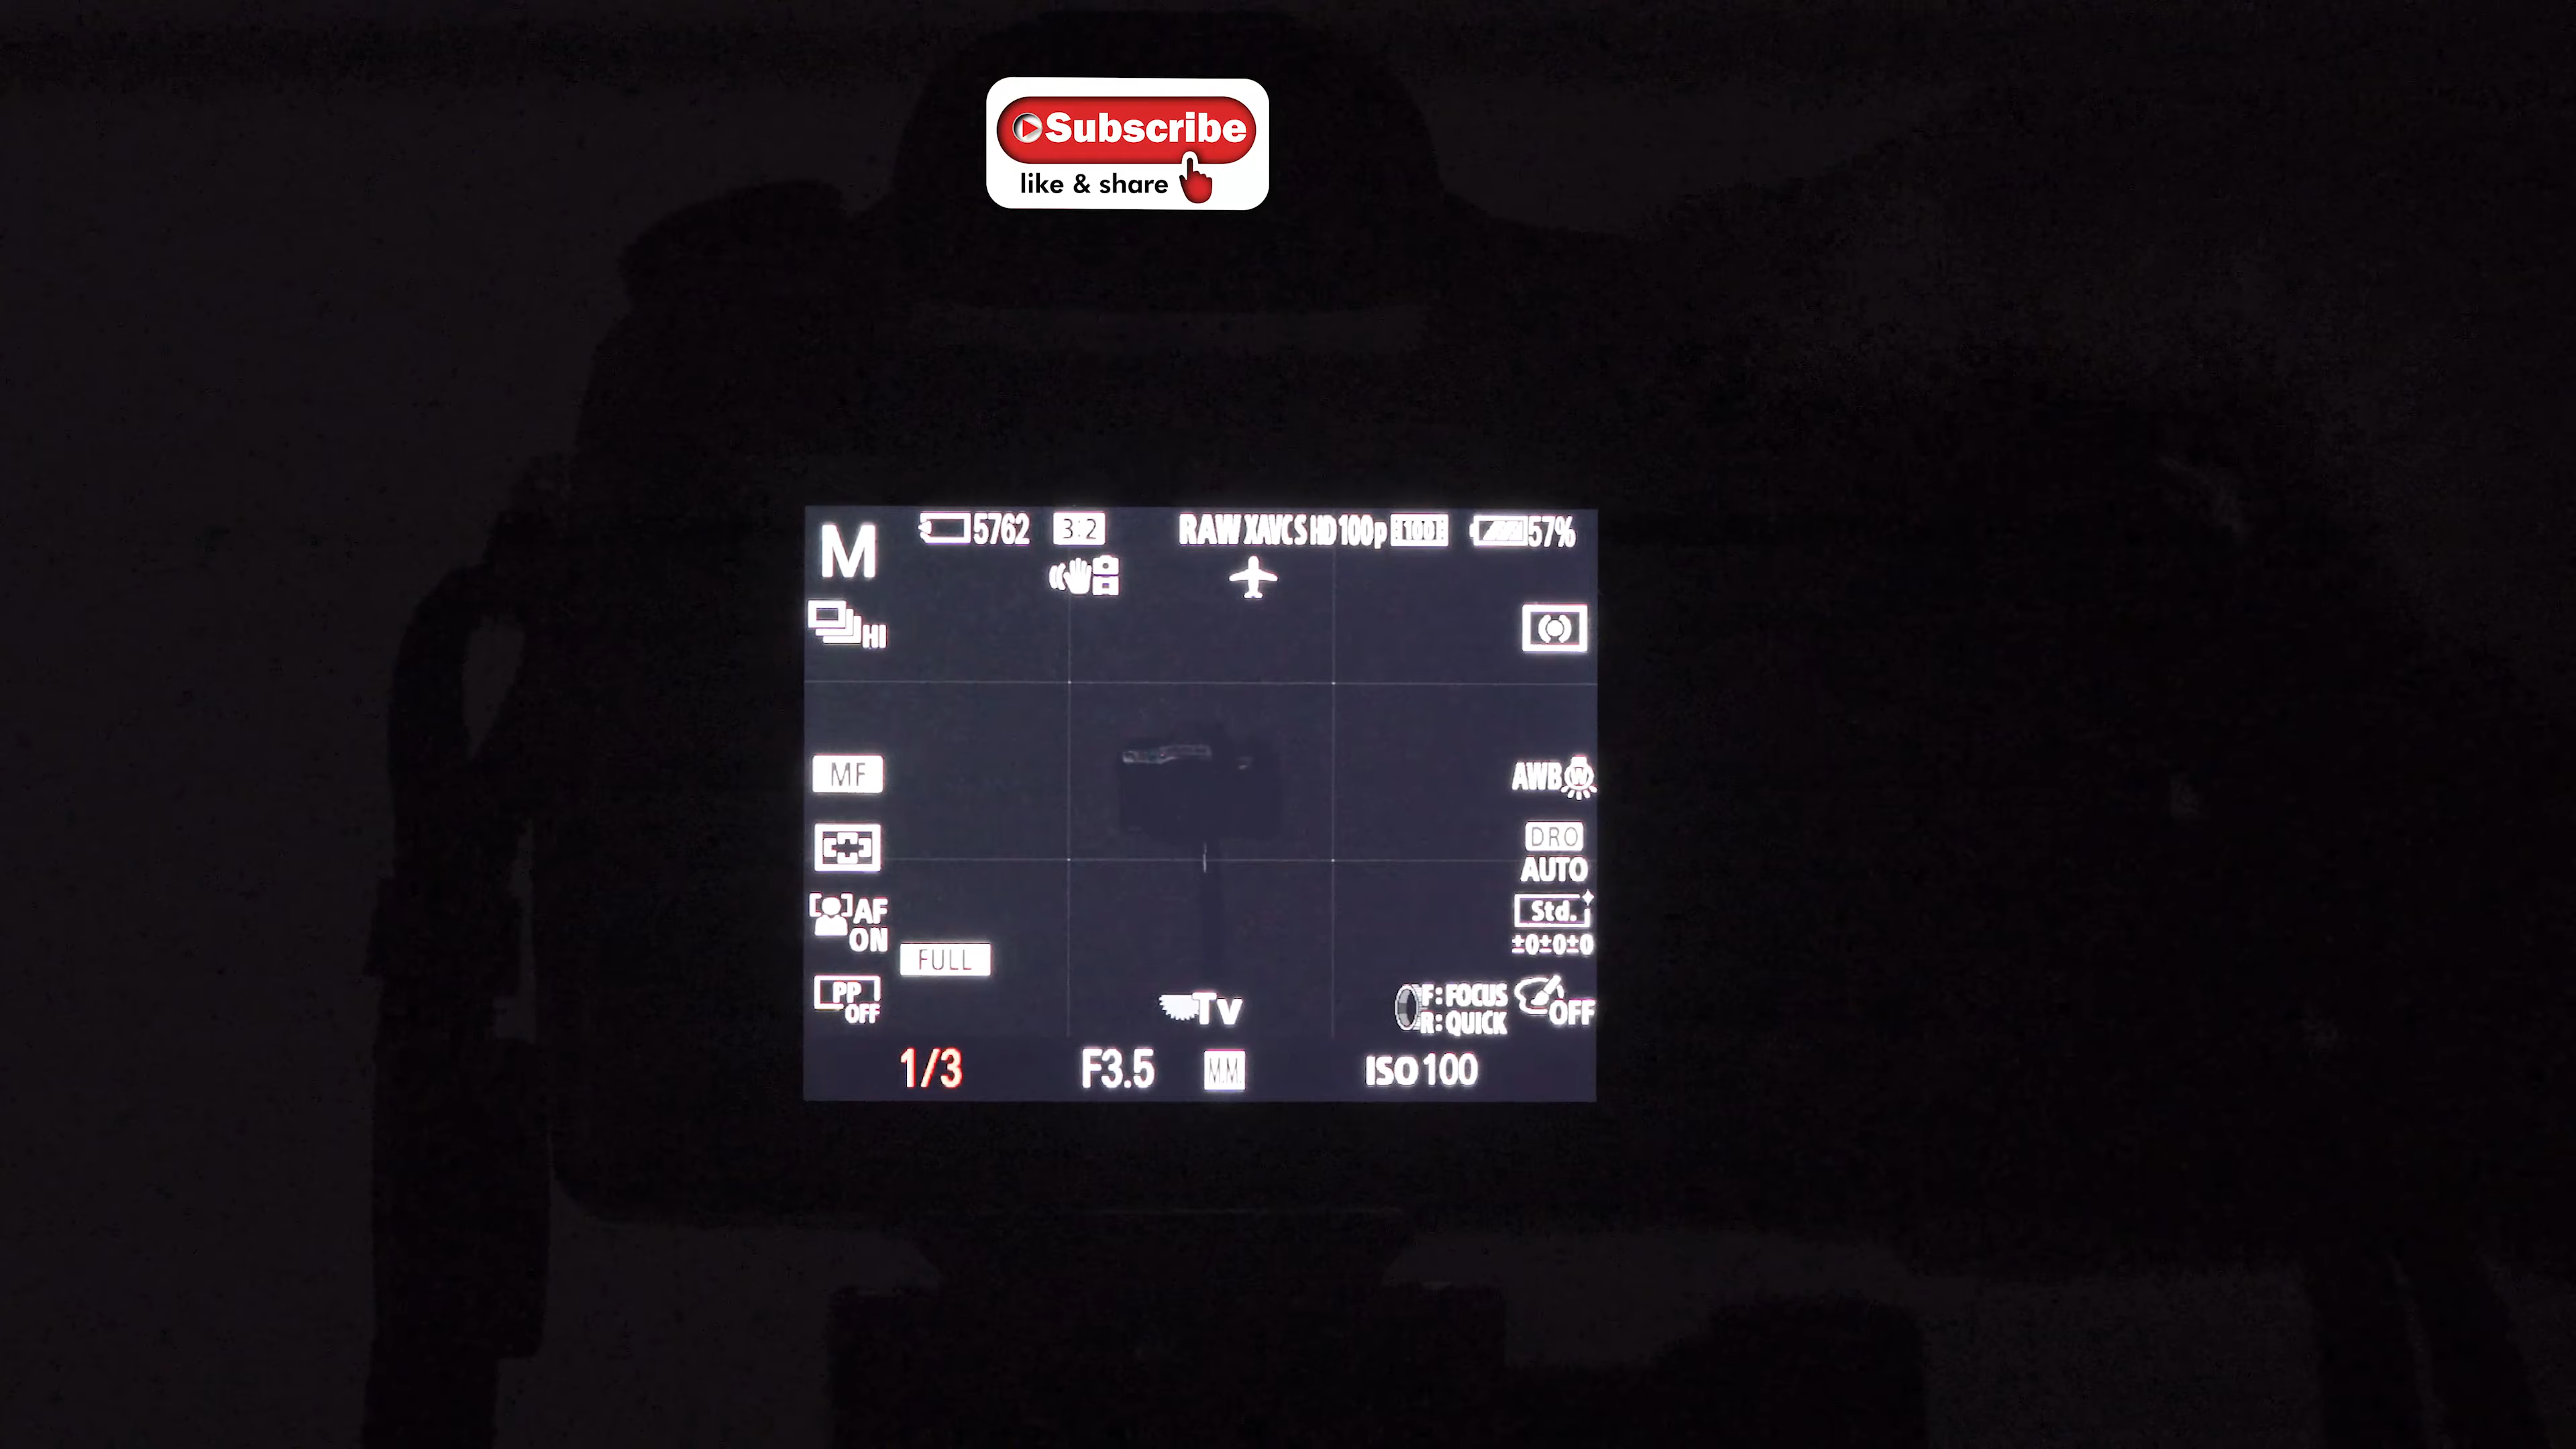 Subscribe
like & share
M 5762 3:2 RAW XAVC S HD 100p 100 57%
HI
MF
AWB W
DRO
AUTO
AF
ON
Std.
±0±0±0
FULL
PP
OFF
Tv
F:FOCUS
R:QUICK
OFF
1/3 F3.5 M.M. ISO 100